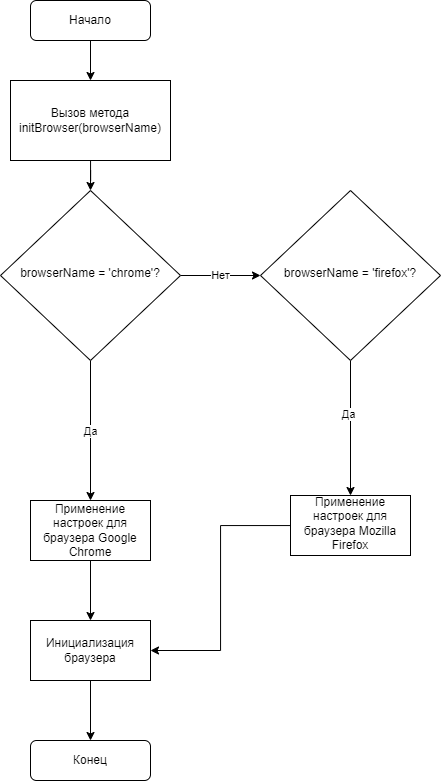 Начало
Вызов метода
initBrowser(browserName)
browserName = 'chrome'?
Нет
browserName = 'firefox'?
Да
Да
Применение
настроек для
браузера Google
Chrome
Применение
настроек для
браузера Mozilla
Firefox
Инициализация
браузера
Конец